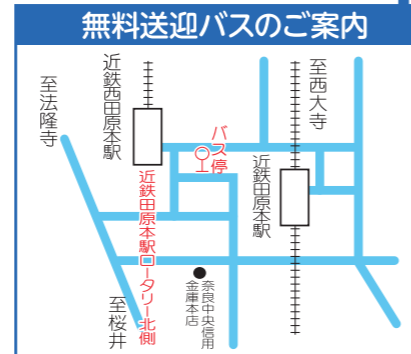 無料送迎バスのご案内
至法隆寺
近鉄西田原本駅
バス停
至西大寺
近鉄田原本駅
近鉄田原本駅ロータリー北側
至桜井
奈良中央信用
金庫本店